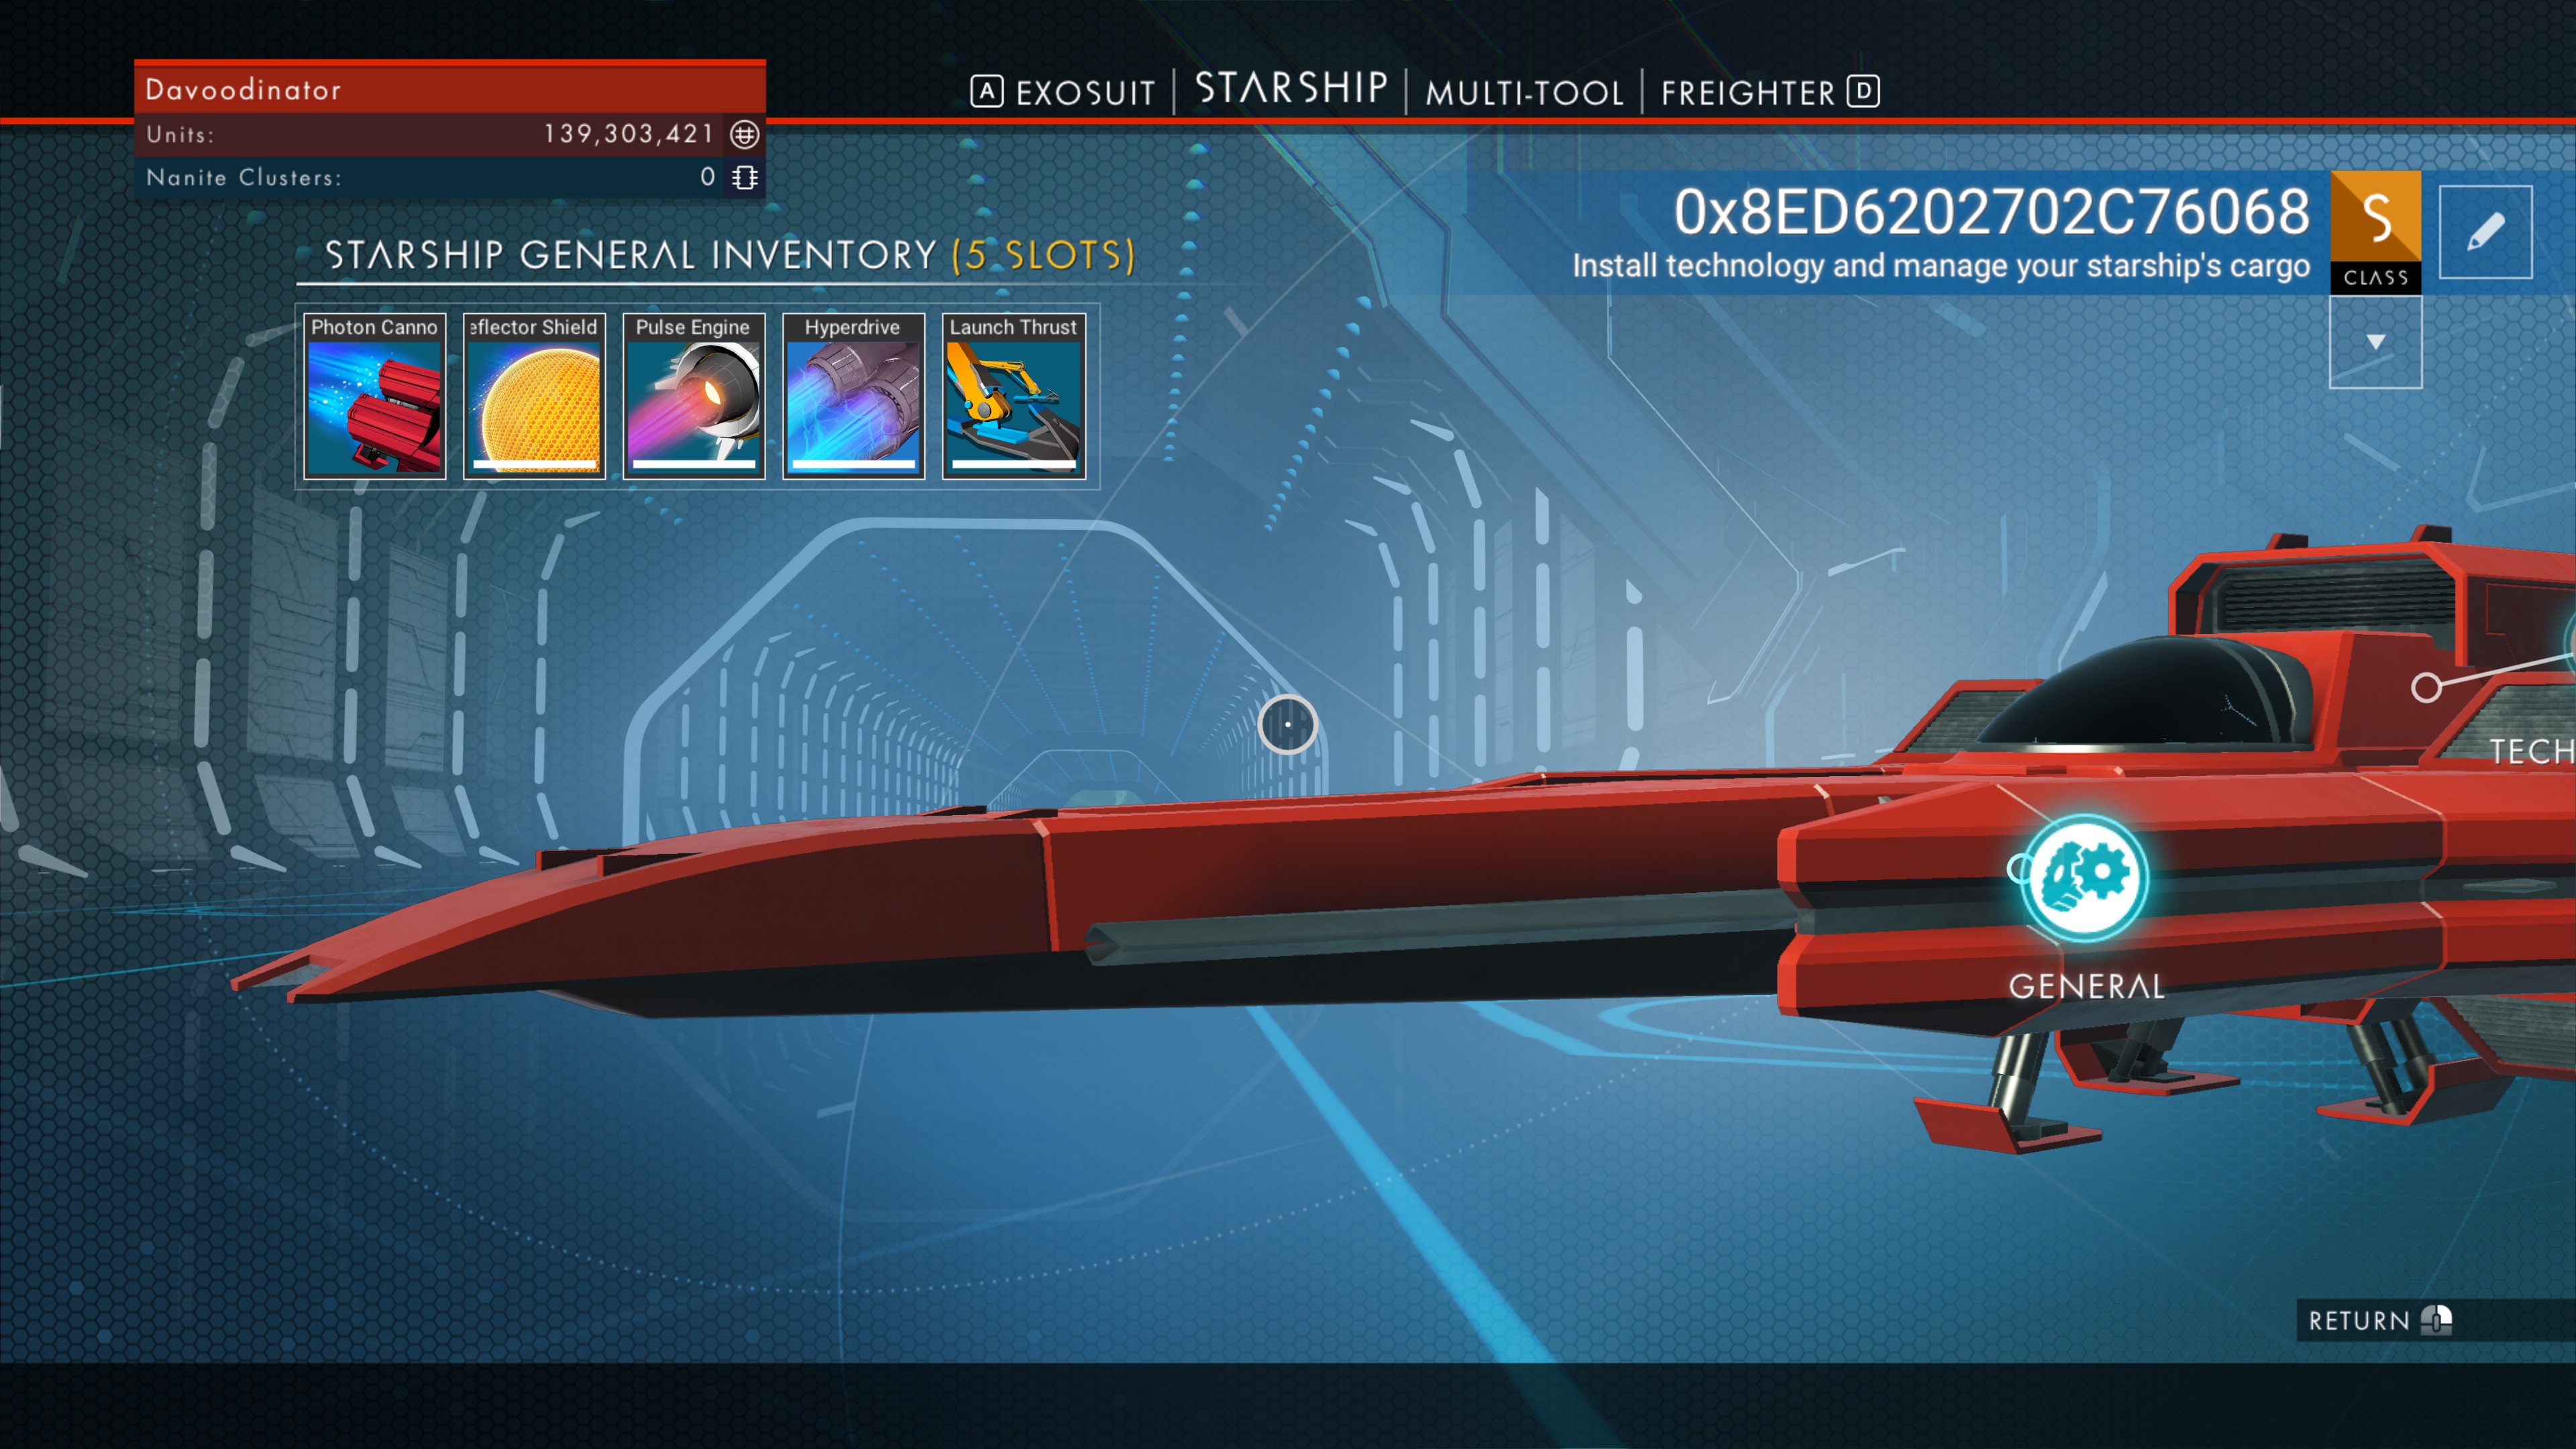 Davoodinator
Units: 139,303,421
Nanite Clusters: 0
A EXOSUIT STARSHIP MULTI-TOOL FREIGHTER D
0x8ED6202702C76068
Install technology and manage your starship's cargo
S
CLASS
STARSHIP GENERAL INVENTORY (5 SLOTS)
Photon Canno eflector Shield Pulse Engine Hyperdrive Launch Thrust
TECH
GENERAL
RETURN